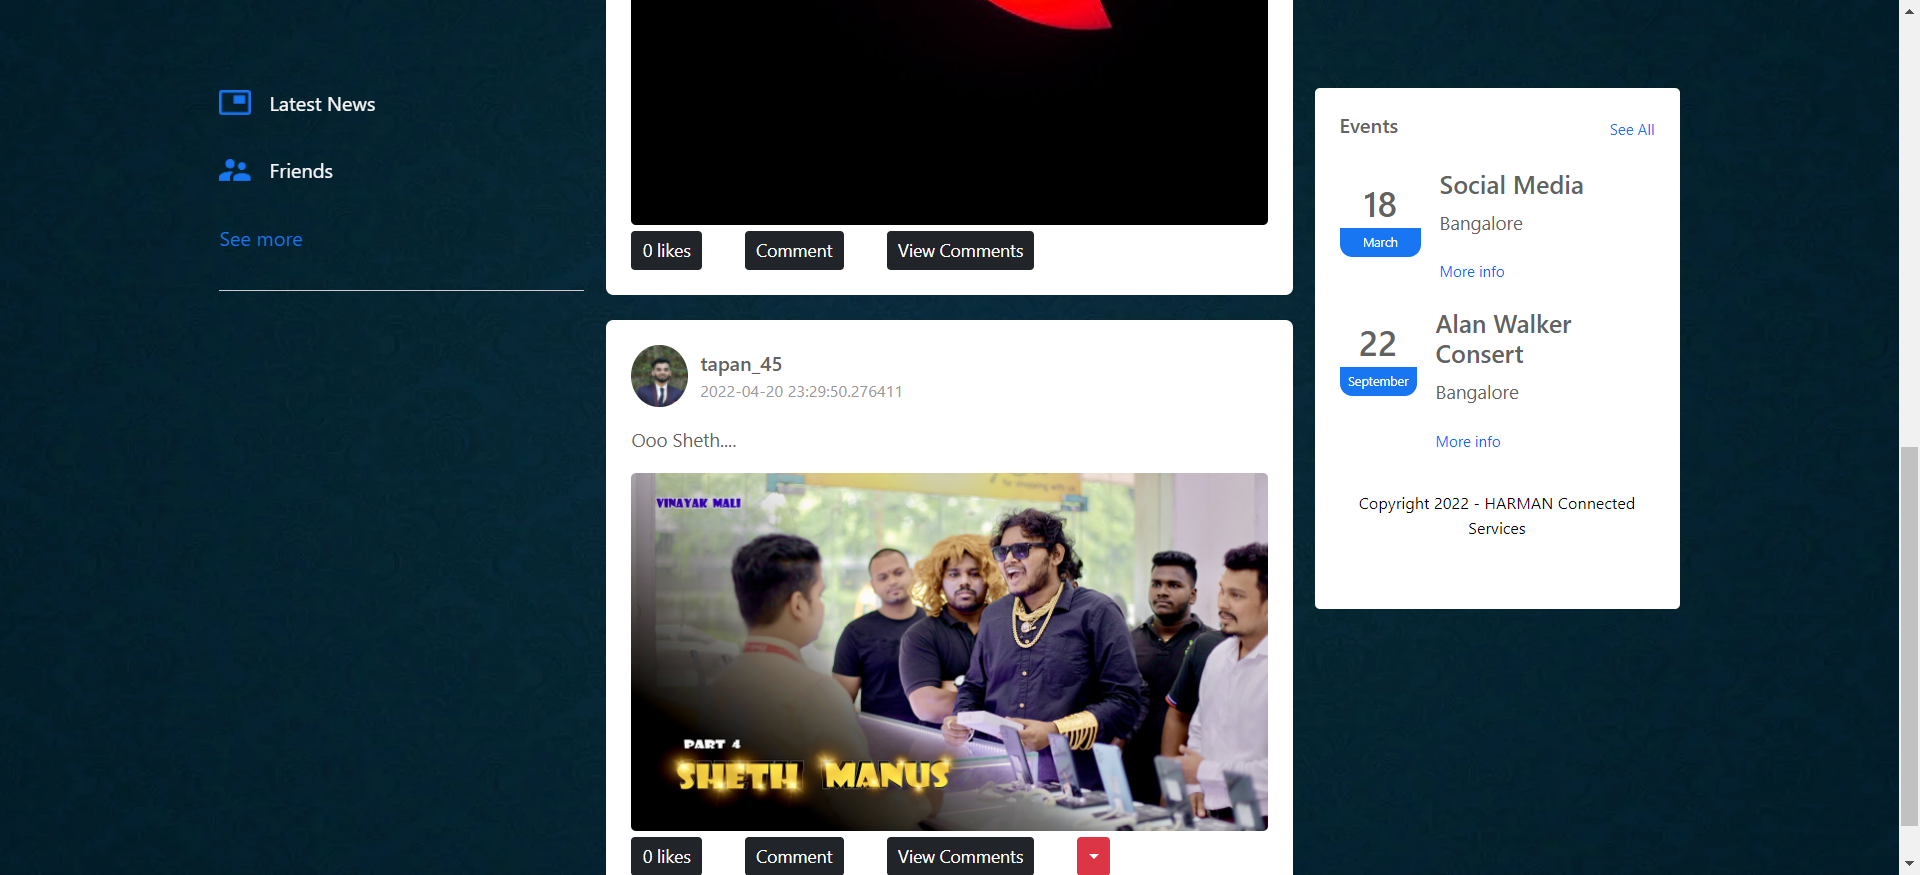 Latest News
Friends
See more
0 likes
Comment
View Comments
tapan_45
2022-04-20 23:29:50.276411
Ooo Sheth....
VINAYAK MALI
PART 4
SHETH MANUS
0 likes
Comment
View Comments
Events
See All
18
March
Social Media
Bangalore
More info
22
September
Alan Walker
Consert
Bangalore
More info
Copyright 2022 - HARMAN Connected
Services